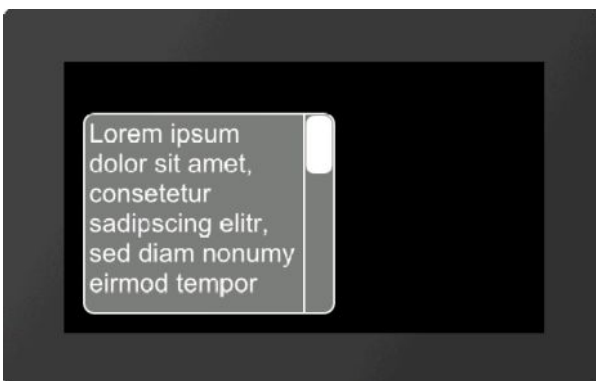 Lorem ipsum
dolor sit amet,
consetetur
sadipscing elitr,
sed diam nonumy
eirmod tempor